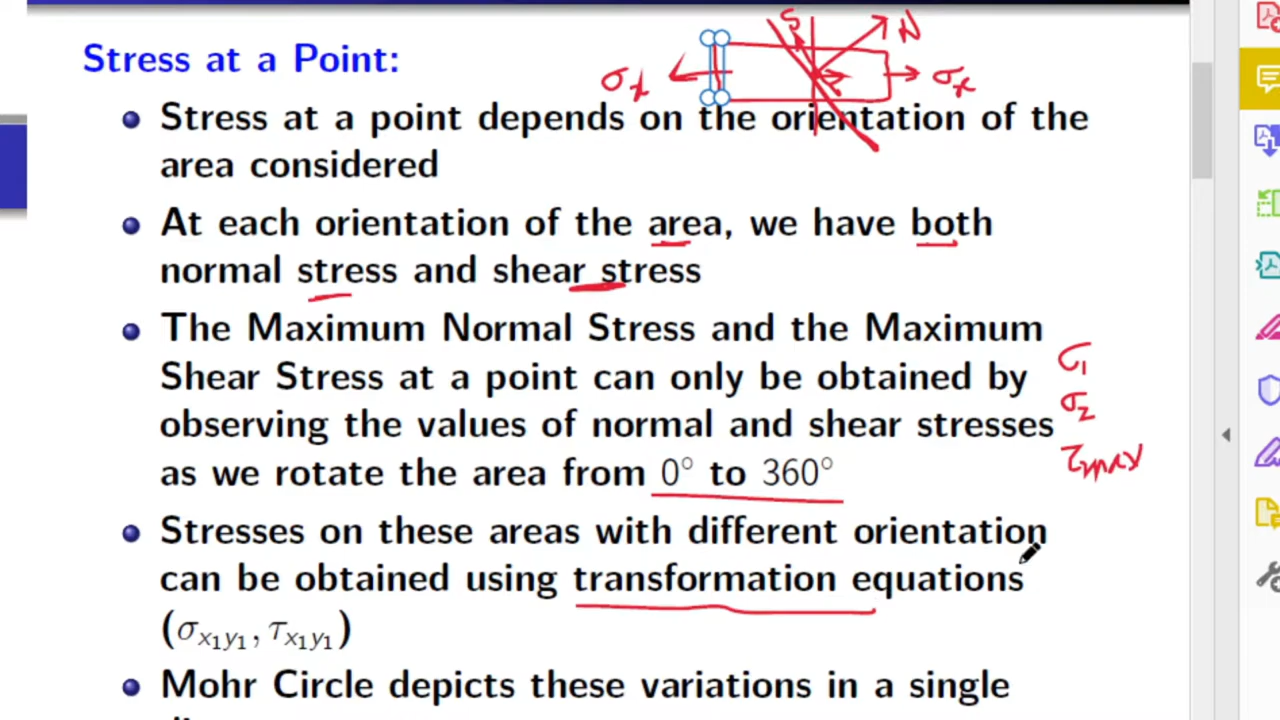 Stress at a Point:
S
N
σx
σx
Stress at a point depends on the orientation of the
area considered
At each orientation of the area, we have both
normal stress and shear stress
The Maximum Normal Stress and the Maximum
Shear Stress at a point can only be obtained by
observing the values of normal and shear stresses
as we rotate the area from 0° to 360°
σ1
σ2
τmax
Stresses on these areas with different orientation
can be obtained using transformation equations
(σx₁y₁, τx₁y₁)
Mohr Circle depicts these variations in a single